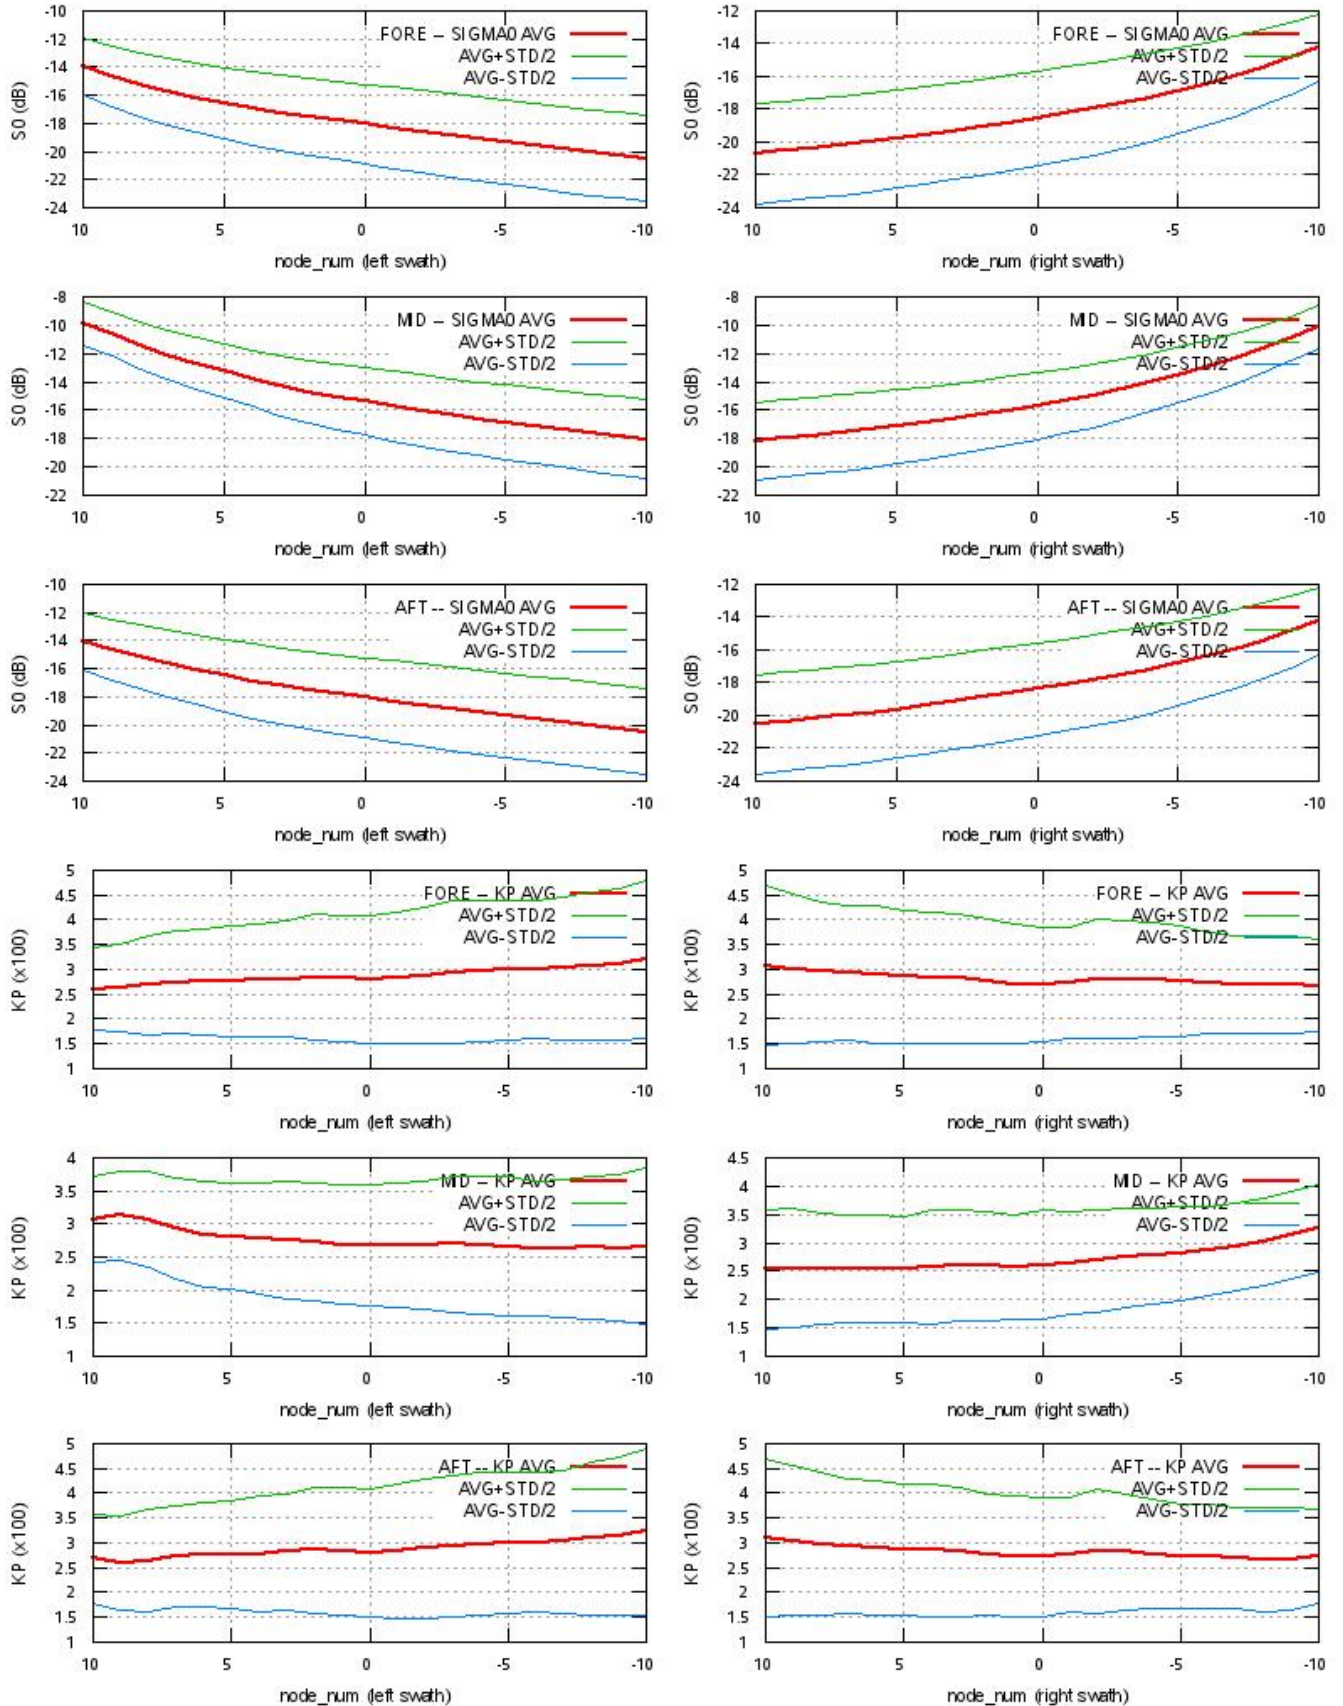 -10
-12
-14
-16
-18
-20
-22
-24
S0 (dB)
FORE – SIGMA0 AVG
AVG+STD/2
AVG-STD/2
10 5 0 -5 -10
node_num (left swath)
-12
-14
-16
-18
-20
-22
-24
S0 (dB)
FORE – SIGMA0 AVG
AVG+STD/2
AVG-STD/2
10 5 0 -5 -10
node_num (right swath)
-8
-10
-12
-14
-16
-18
-20
-22
S0 (dB)
MID – SIGMA0 AVG
AVG+STD/2
AVG-STD/2
10 5 0 -5 -10
node_num (left swath)
-8
-10
-12
-14
-16
-18
-20
-22
S0 (dB)
MID – SIGMA0 AVG
AVG+STD/2
AVG-STD/2
10 5 0 -5 -10
node_num (right swath)
-10
-12
-14
-16
-18
-20
-22
-24
S0 (dB)
AFT -- SIGMA0 AVG
AVG+STD/2
AVG-STD/2
10 5 0 -5 -10
node_num (left swath)
-12
-14
-16
-18
-20
-22
-24
S0 (dB)
AFT -- SIGMA0 AVG
AVG+STD/2
AVG-STD/2
10 5 0 -5 -10
node_num (right swath)
5
4.5
4
3.5
3
2.5
2
1.5
1
KP (x100)
FORE – KP AVG
AVG+STD/2
AVG-STD/2
10 5 0 -5 -10
node_num (left swath)
5
4.5
4
3.5
3
2.5
2
1.5
1
KP (x100)
FORE – KP AVG
AVG+STD/2
AVG-STD/2
10 5 0 -5 -10
node_num (right swath)
4
3.5
3
2.5
2
1.5
1
KP (x100)
MID – KP AVG
AVG+STD/2
AVG-STD/2
10 5 0 -5 -10
node_num (left swath)
4.5
4
3.5
3
2.5
2
1.5
1
KP (x100)
MID – KP AVG
AVG+STD/2
AVG-STD/2
10 5 0 -5 -10
node_num (right swath)
5
4.5
4
3.5
3
2.5
2
1.5
1
KP (x100)
AFT -- KP AVG
AVG+STD/2
AVG-STD/2
10 5 0 -5 -10
node_num (left swath)
5
4.5
4
3.5
3
2.5
2
1.5
1
KP (x100)
AFT -- KP AVG
AVG+STD/2
AVG-STD/2
10 5 0 -5 -10
node_num (right swath)